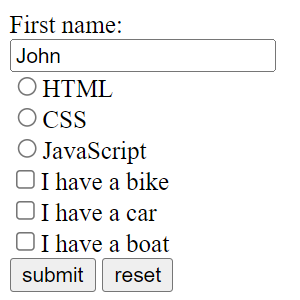 First name:
John
HTML
CSS
JavaScript
I have a bike
I have a car
I have a boat
submit reset